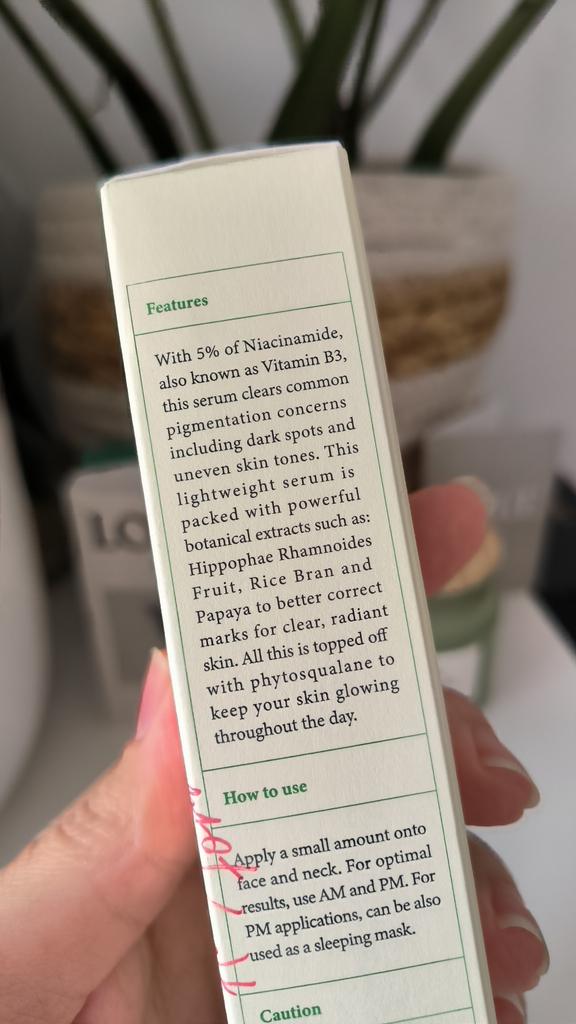 Features
With 5% of Niacinamide,
also known as Vitamin B3,
this serum clears common
pigmentation concerns
including dark spots and
uneven skin tones. This
lightweight serum is
packed with powerful
botanical extracts such as:
Hippophae Rhamnoides
Fruit, Rice Bran and
Papaya to better correct
marks for clear, radiant
skin. All this is topped off
with phytosqualane to
keep your skin glowing
throughout the day.
How to use
Apply a small amount onto
face and neck. For optimal
results, use AM and PM. For
PM applications, can be also
used as a sleeping mask.
Caution